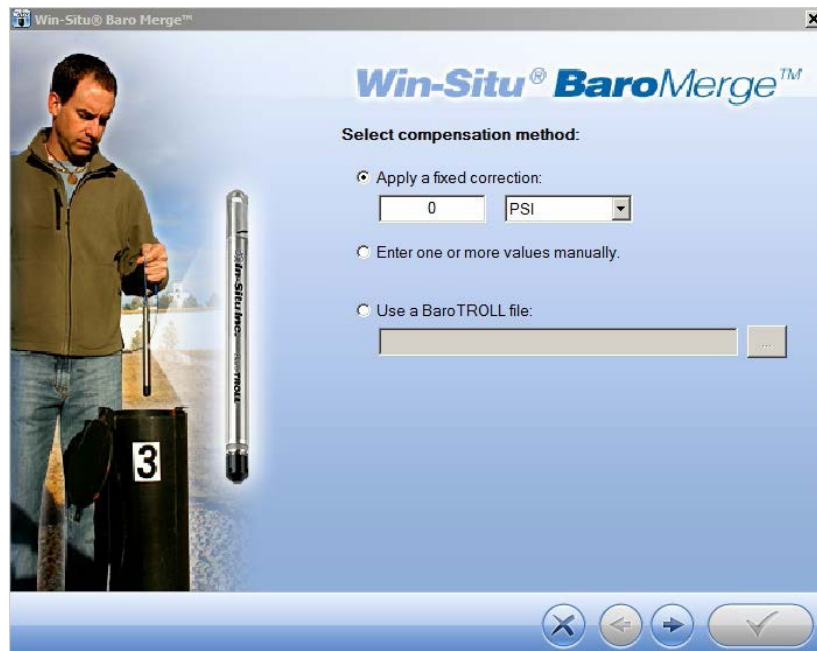 Win-Situ® Baro Merge™
Win-Situ® BaroMerge™
Select compensation method:
Apply a fixed correction:
0 PSI
Enter one or more values manually.
Use a BaroTROLL file:
...
In-Situ Inc. BaroTROLL
3